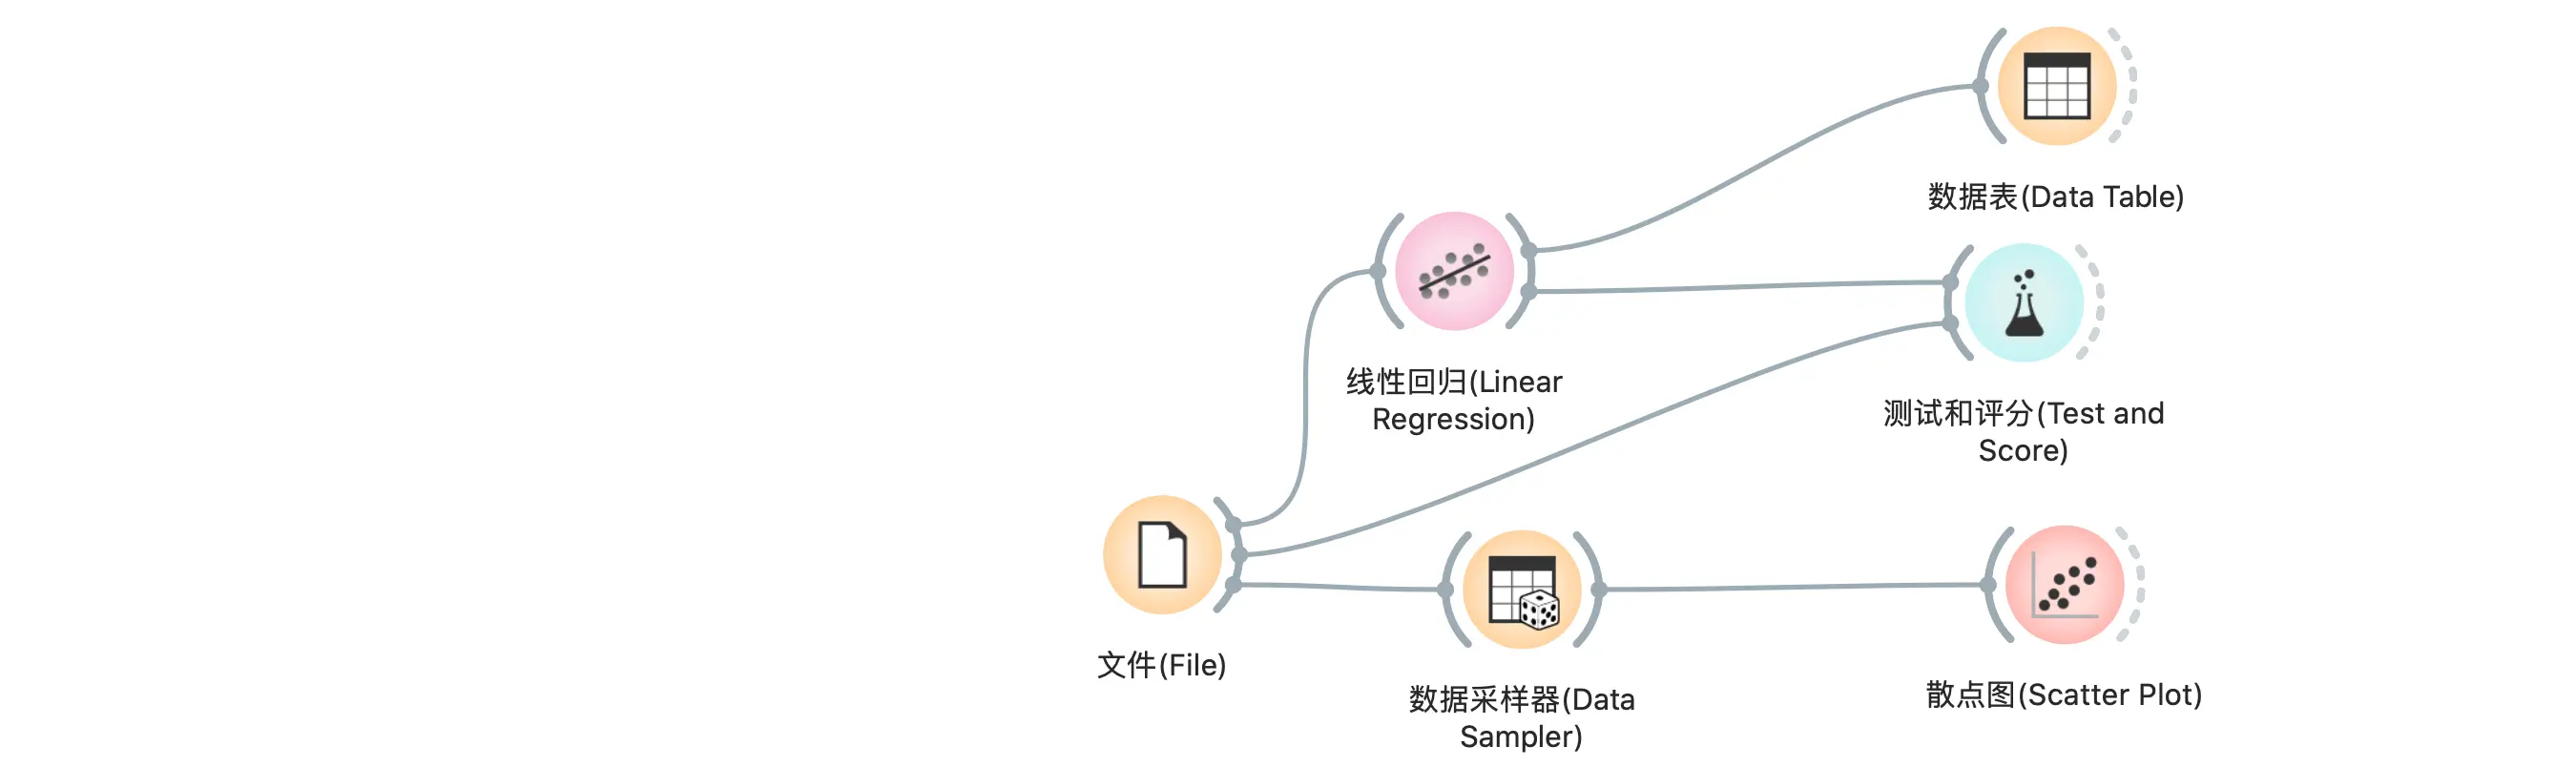 数据表(Data Table)
线性回归(Linear
Regression)
测试和评分(Test and
Score)
文件(File)
数据采样器(Data
Sampler)
散点图(Scatter Plot)